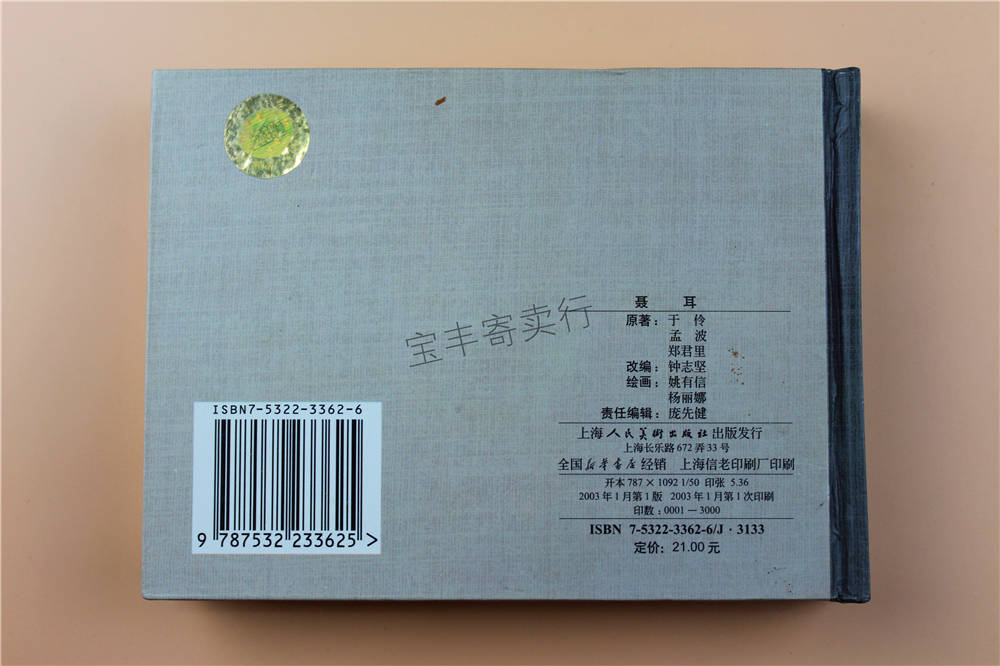 聂 耳
原著：于 伶
孟 波
郑君里
改编：钟志坚
绘画：姚有信
杨丽娜
责任编辑：庞先健
上海人民美術出版社出版发行
上海长乐路672弄33号
全国新华书店经销 上海信老印刷厂印刷
开本 787×1092 1/50 印张 5.36
2003年1月第1版 2003年1月第1次印刷
印数：0001—3000
ISBN 7-5322-3362-6/J·3133
定价：21.00元
宝丰寄卖行
ISBN7-5322-3362-6
9 787532 233625 >